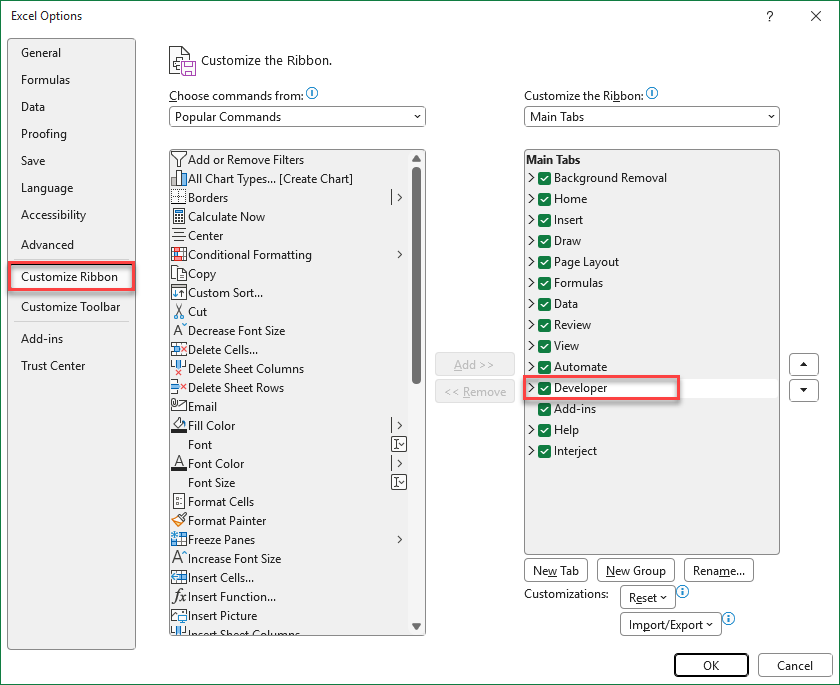 Excel Options
?
General
Formulas
Data
Proofing
Save
Language
Accessibility
Advanced
Customize Ribbon
Customize Toolbar
Add-ins
Trust Center
Customize the Ribbon.
Choose commands from:
Popular Commands
Add or Remove Filters
All Chart Types... [Create Chart]
Borders
Calculate Now
Center
Conditional Formatting
Copy
Custom Sort...
Cut
Decrease Font Size
Delete Cells...
Delete Sheet Columns
Delete Sheet Rows
Email
Fill Color
Font
Font Color
Font Size
Format Cells
Format Painter
Freeze Panes
Increase Font Size
Insert Cells...
Insert Function...
Insert Picture
Insert Sheet Columns
Add >>
<< Remove
Customize the Ribbon:
Main Tabs
Main Tabs
Background Removal
Home
Insert
Draw
Page Layout
Formulas
Data
Review
View
Automate
Developer
Add-ins
Help
Interject
New Tab New Group Rename...
Customizations: Reset
Import/Export
OK Cancel